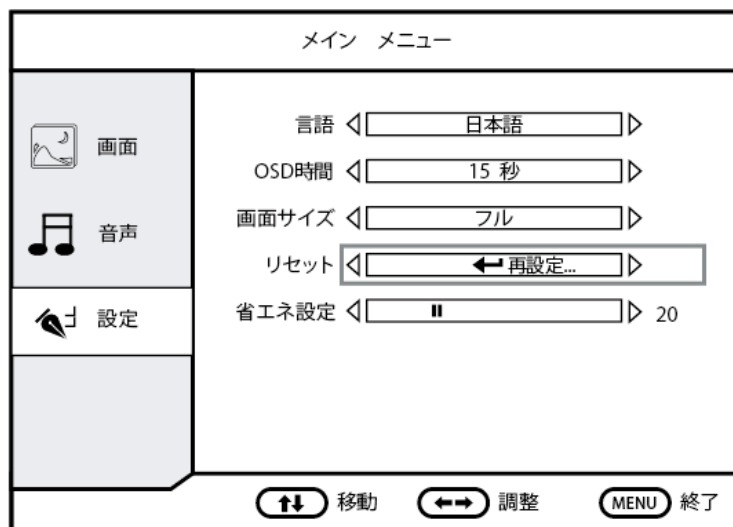 メイン メニュー
画面
音声
設定
言語 日本語
OSD時間 15 秒
画面サイズ フル
リセット 再設定...
省エネ設定 20
移動 調整 MENU 終了